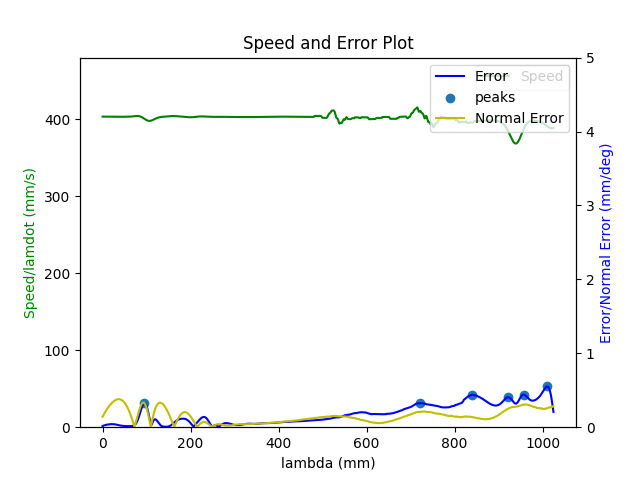 Speed and Error Plot
Error
Speed
peaks
Normal Error
400
300
200
100
0
Speed/lamdot (mm/s)
5
4
3
2
1
0
Error/Normal Error (mm/deg)
0
200
400
600
800
1000
lambda (mm)